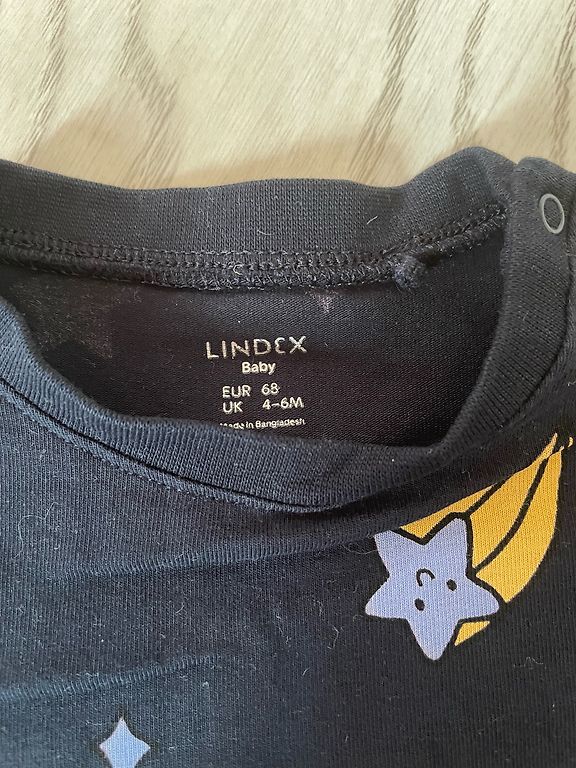 LINDEX
Baby
EUR 68
UK 4-6M
Made in Bangladesh